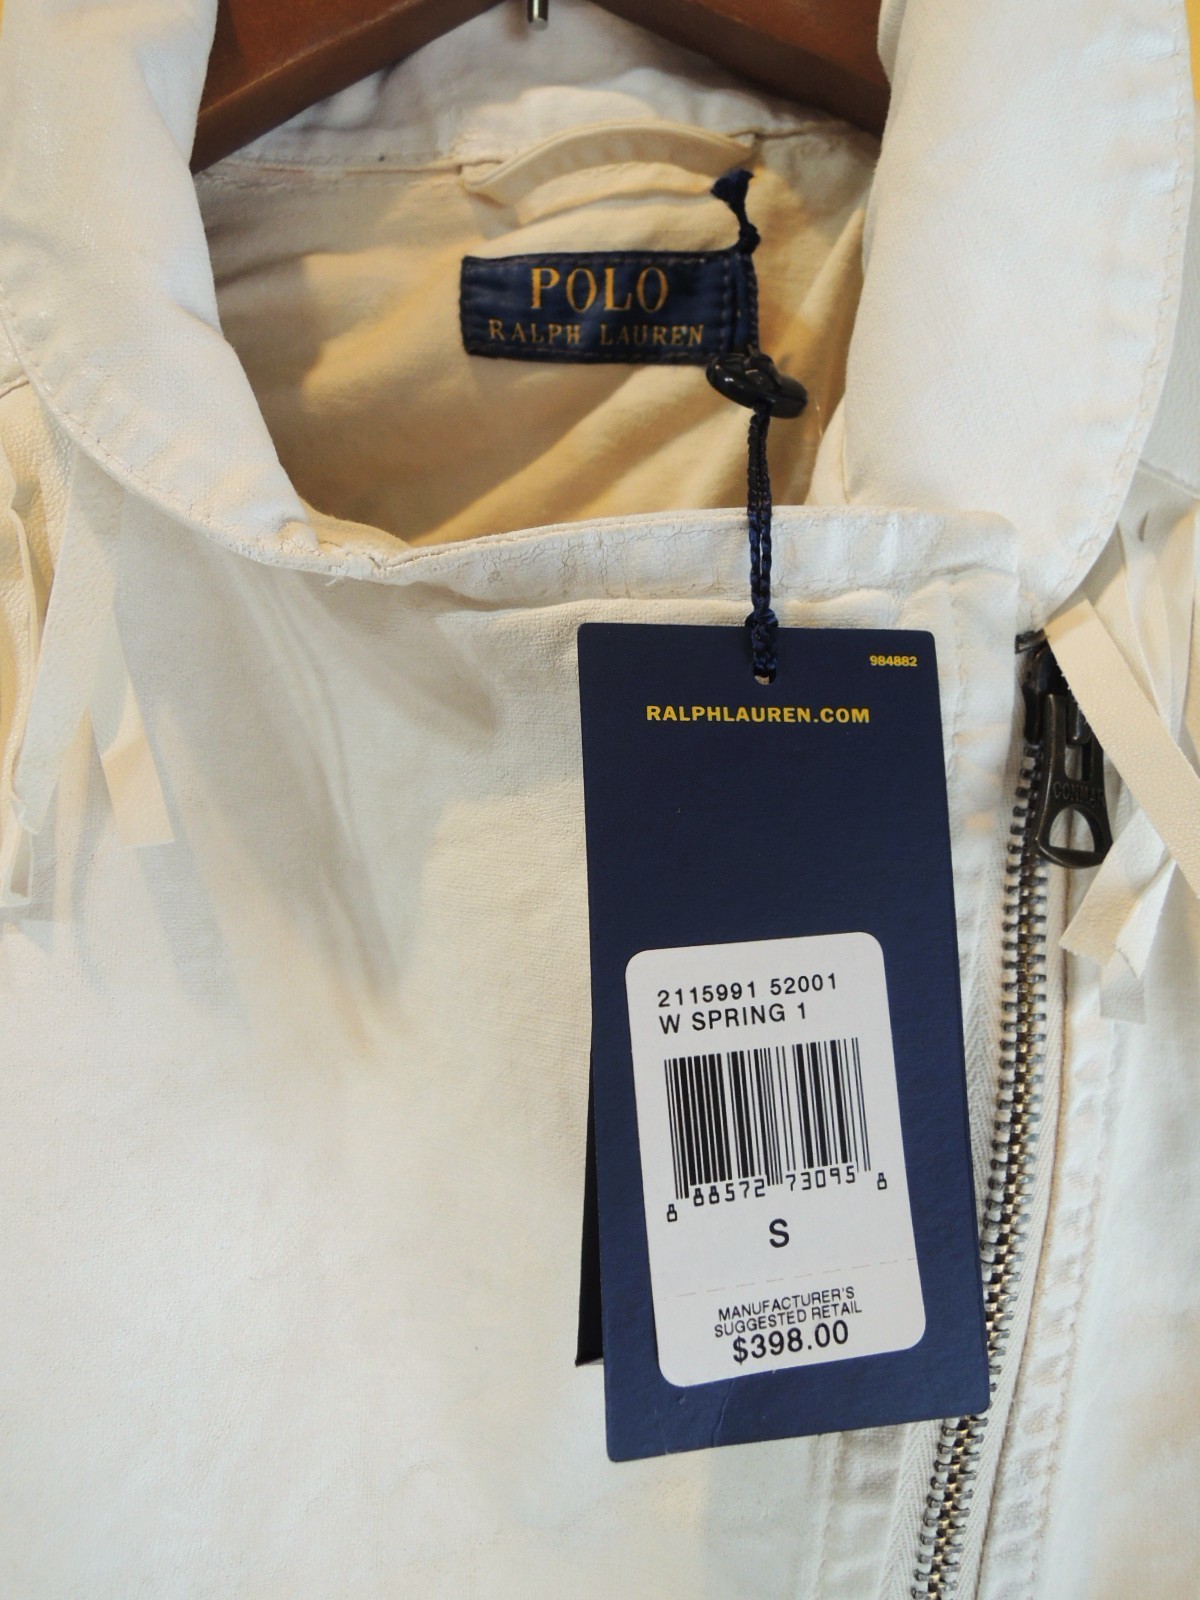 POLO
RALPH LAUREN
984882
RALPHLAUREN.COM
2115991 52001
W SPRING 1
8 88572 73095 8
S
MANUFACTURER'S
SUGGESTED RETAIL
$398.00